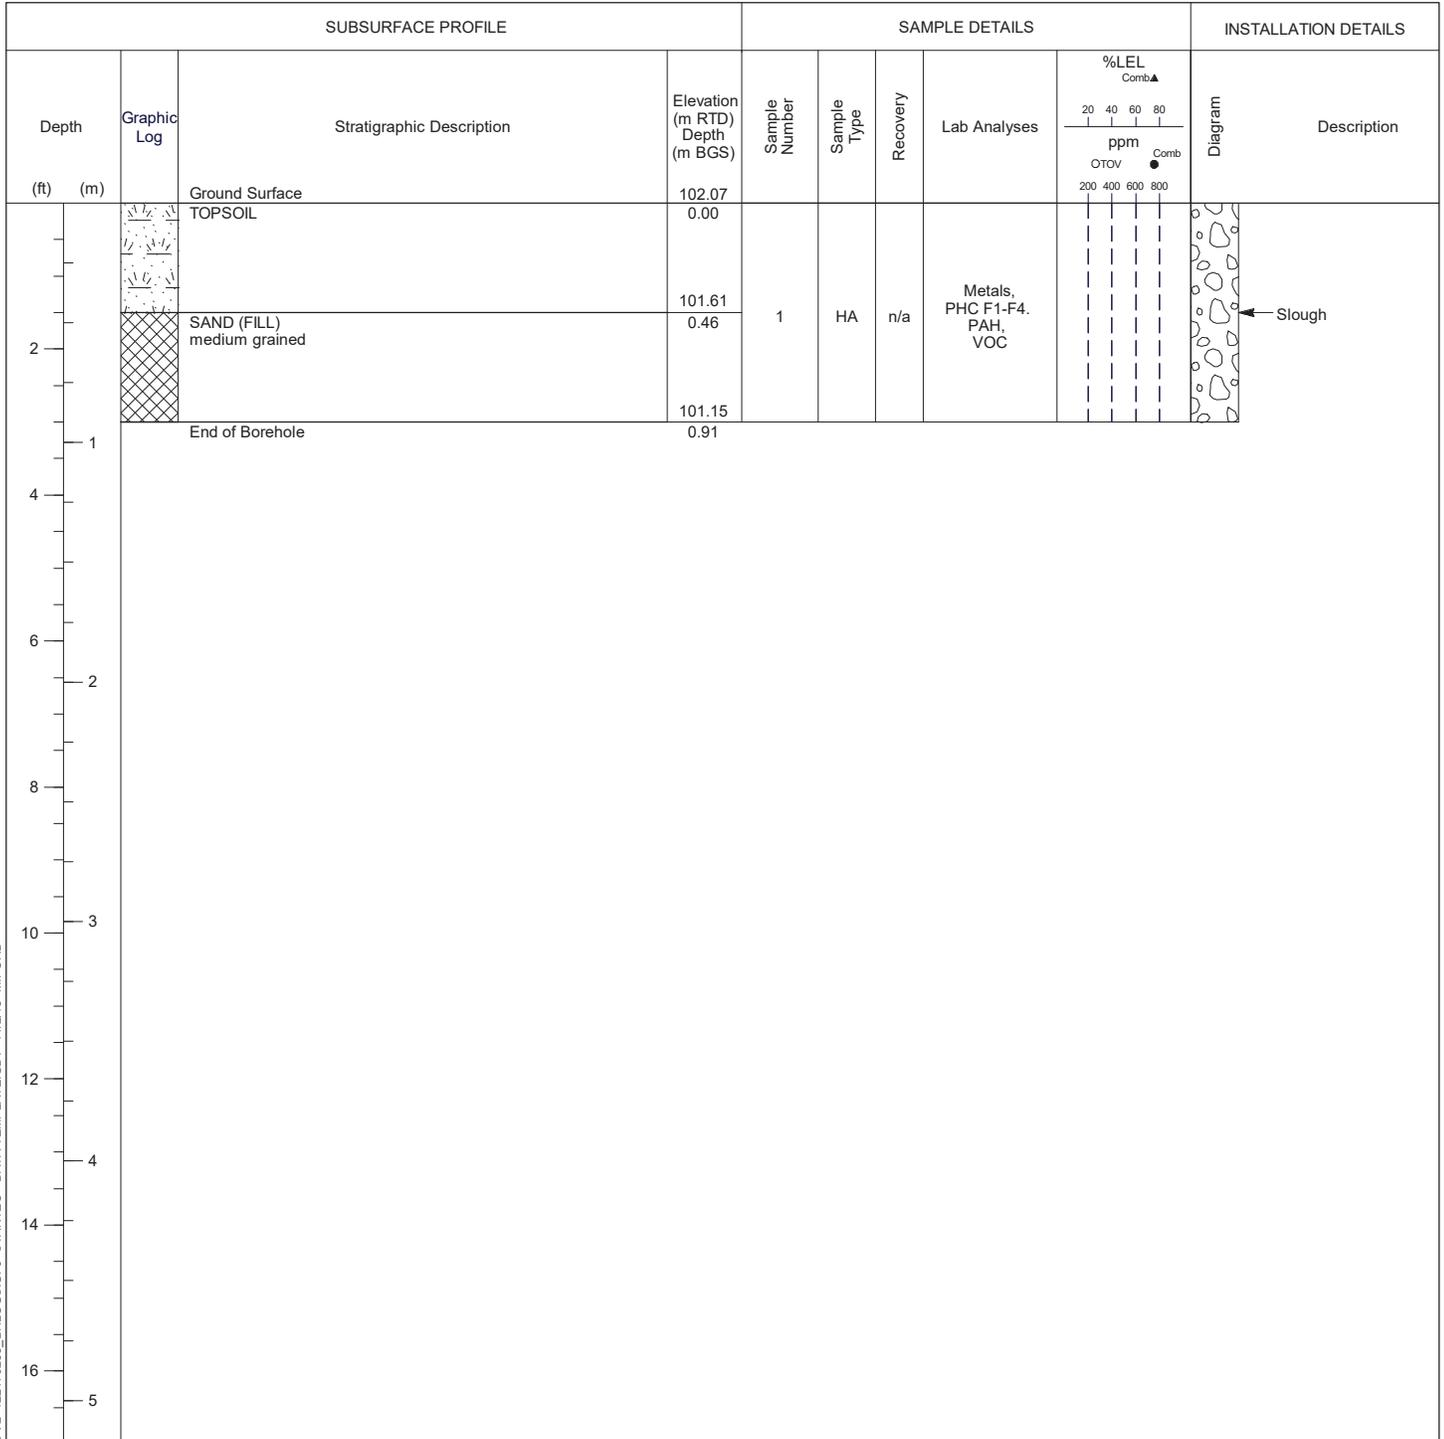 SUBSURFACE PROFILE
SAMPLE DETAILS
INSTALLATION DETAILS
Depth
(ft) (m)
Graphic
Log
Stratigraphic Description
Elevation
(m RTD)
Depth
(m BGS)
Sample
Number
Sample
Type
Recovery
Lab Analyses
%LEL
Comb
20 40 60 80
ppm
TOV
Comb
200 400 600 800
Diagram
Description
Ground Surface
102.07
TOPSOIL
0.00
101.61
SAND (FILL)
medium grained
0.46
101.15
End of Borehole
0.91
1
HA
n/a
Metals,
PHC F1-F4.
PAH,
VOC
Slough
2
1
4
6
2
8
3
10
12
4
14
16
5